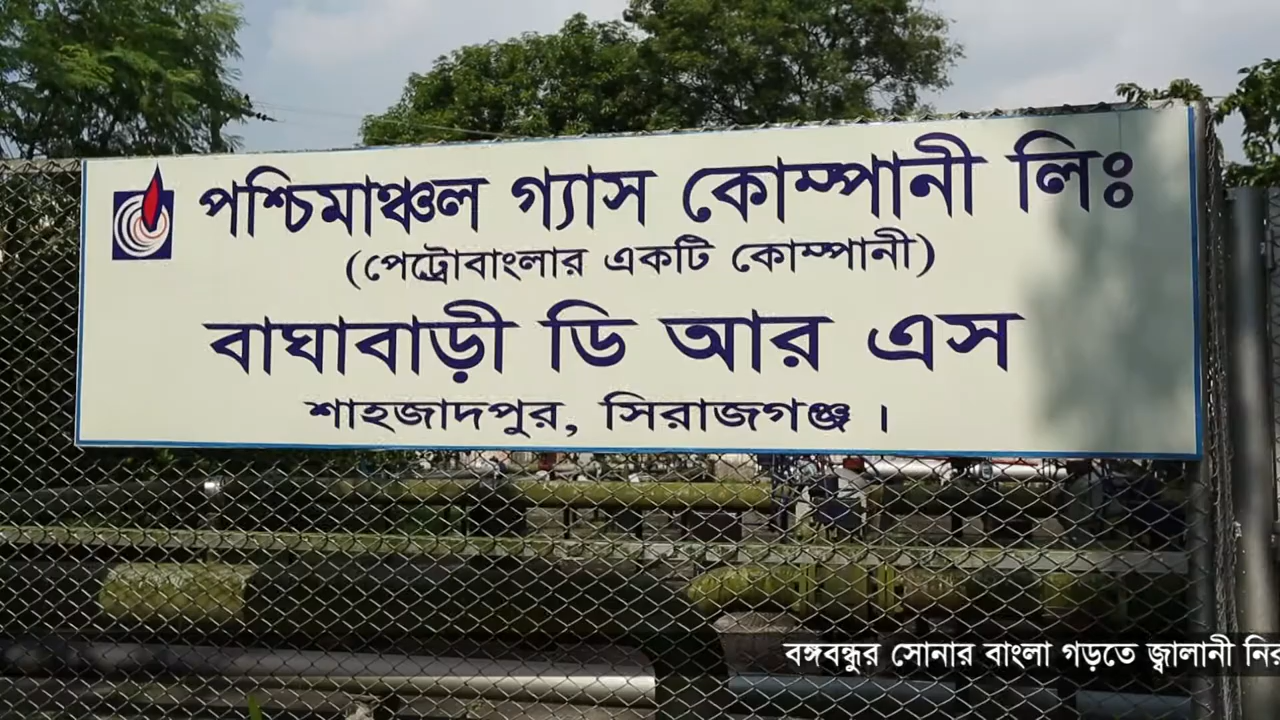 পশ্চিমাঞ্চল গ্যাস কোম্পানী লিঃ
(পেট্রোবাংলার একটি কোম্পানী)
বাঘাবাড়ী ডি আর এস
শাহজাদপুর, সিরাজগঞ্জ ।
বঙ্গবন্ধুর সোনার বাংলা গড়তে জ্বালানী